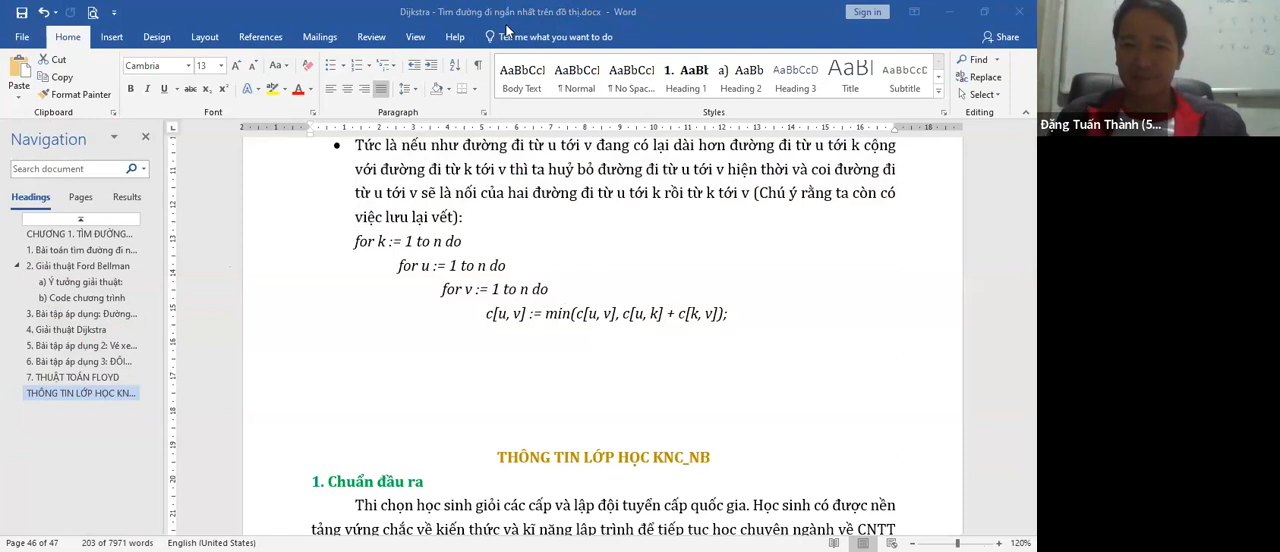 Dijkstra - Tìm đường đi ngắn nhất trên đồ thị.docx - Word
Sign in
File Home Insert Design Layout References Mailings Review View Help Tell me what you want to do Share
Paste
Cut
Copy
Format Painter
Clipboard
Cambria 13
B I U
Font
Paragraph
AaBbCcI AaBbCcI AaBbCcI 1. AaBb a) AaBb AaBbCcD AaBI AaBbCcD
Body Text ¶ Normal ¶ No Spac... Heading 1 Heading 2 Heading 3 Title Subtitle
Styles
Find
Replace
Select
Editing
Đặng Tuấn Thành (5...
Navigation
Search document
Headings Pages Results
CHƯƠNG 1. TÌM ĐƯỜNG...
1. Bài toán tìm đường đi n...
2. Giải thuật Ford Bellman
a) Ý tưởng giải thuật:
b) Code chương trình
3. Bài tập áp dụng: Đường...
4. Giải thuật Dijkstra
5. Bài tập áp dụng 2: Vé xe...
6. Bài tập áp dụng 3: ĐỔI...
7. THUẬT TOÁN FLOYD
THÔNG TIN LỚP HỌC KN...
• Tức là nếu như đường đi từ u tới v đang có lại dài hơn đường đi từ u tới k cộng
với đường đi từ k tới v thì ta huỷ bỏ đường đi từ u tới v hiện thời và coi đường đi
từ u tới v sẽ là nối của hai đường đi từ u tới k rồi từ k tới v (Chú ý rằng ta còn có
việc lưu lại vết):
for k := 1 to n do
for u := 1 to n do
for v := 1 to n do
c[u, v] := min(c[u, v], c[u, k] + c[k, v]);
THÔNG TIN LỚP HỌC KNC_NB
1. Chuẩn đầu ra
Thi chọn học sinh giỏi các cấp và lập đội tuyển cấp quốc gia. Học sinh có được nền
tảng vững chắc về kiến thức và kĩ năng lập trình để tiếp tục học chuyên ngành về CNTT
Page 46 of 47 203 of 7971 words English (United States) 120%